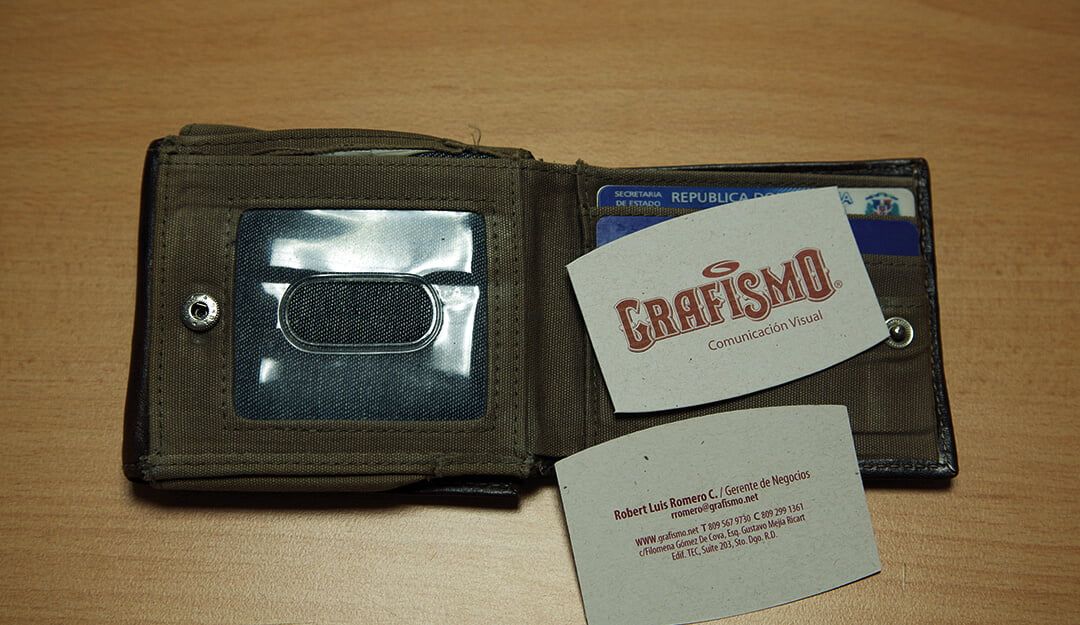 SECRETARIA
DE ESTADO
REPUBLICA
GRAFISMO®
Comunicación Visual
Robert Luis Romero C. / Gerente de Negocios
rromero@grafismo.net
WWW.grafismo.net T 809 567 9730 C 809 299 1361
c/Filomena Gómez De Cova, Esq. Gustavo Mejía Ricart
Edif. TEC, Suite 203, Sto. Dgo. R.D.